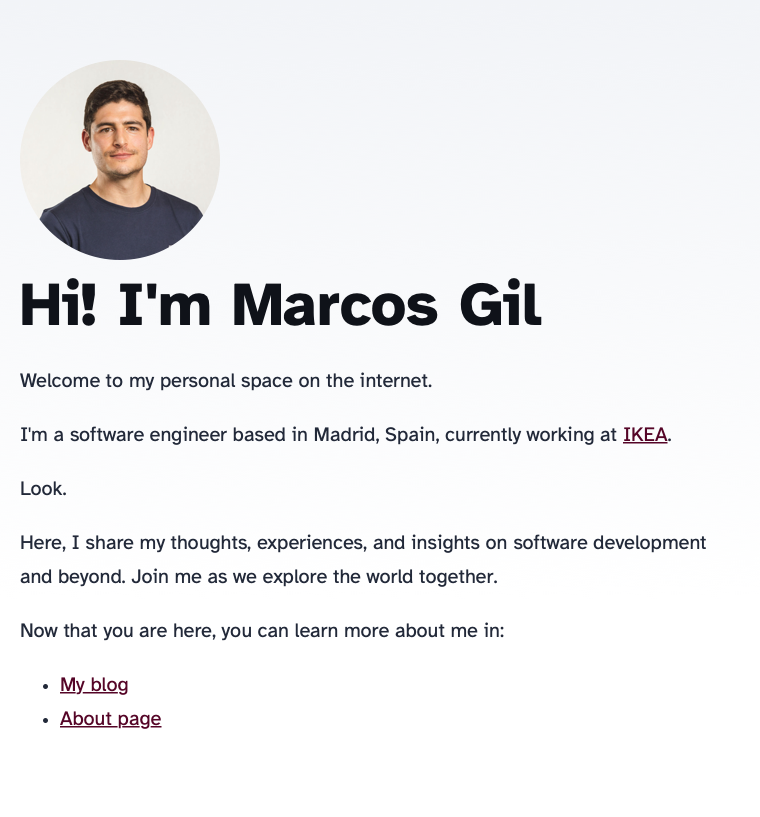 Hi! I'm Marcos Gil
Welcome to my personal space on the internet.
I'm a software engineer based in Madrid, Spain, currently working at IKEA.
Look.
Here, I share my thoughts, experiences, and insights on software development
and beyond. Join me as we explore the world together.
Now that you are here, you can learn more about me in:
• My blog
• About page